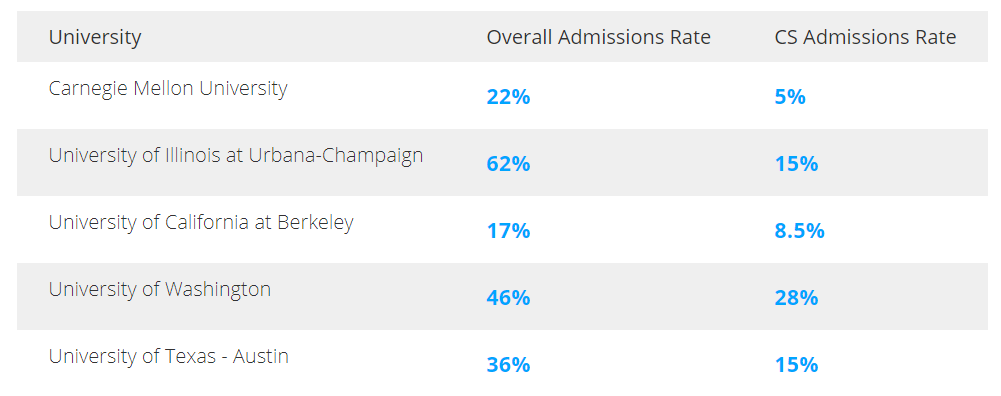 University Overall Admissions Rate CS Admissions Rate
Carnegie Mellon University 22% 5%
University of Illinois at Urbana-Champaign 62% 15%
University of California at Berkeley 17% 8.5%
University of Washington 46% 28%
University of Texas - Austin 36% 15%